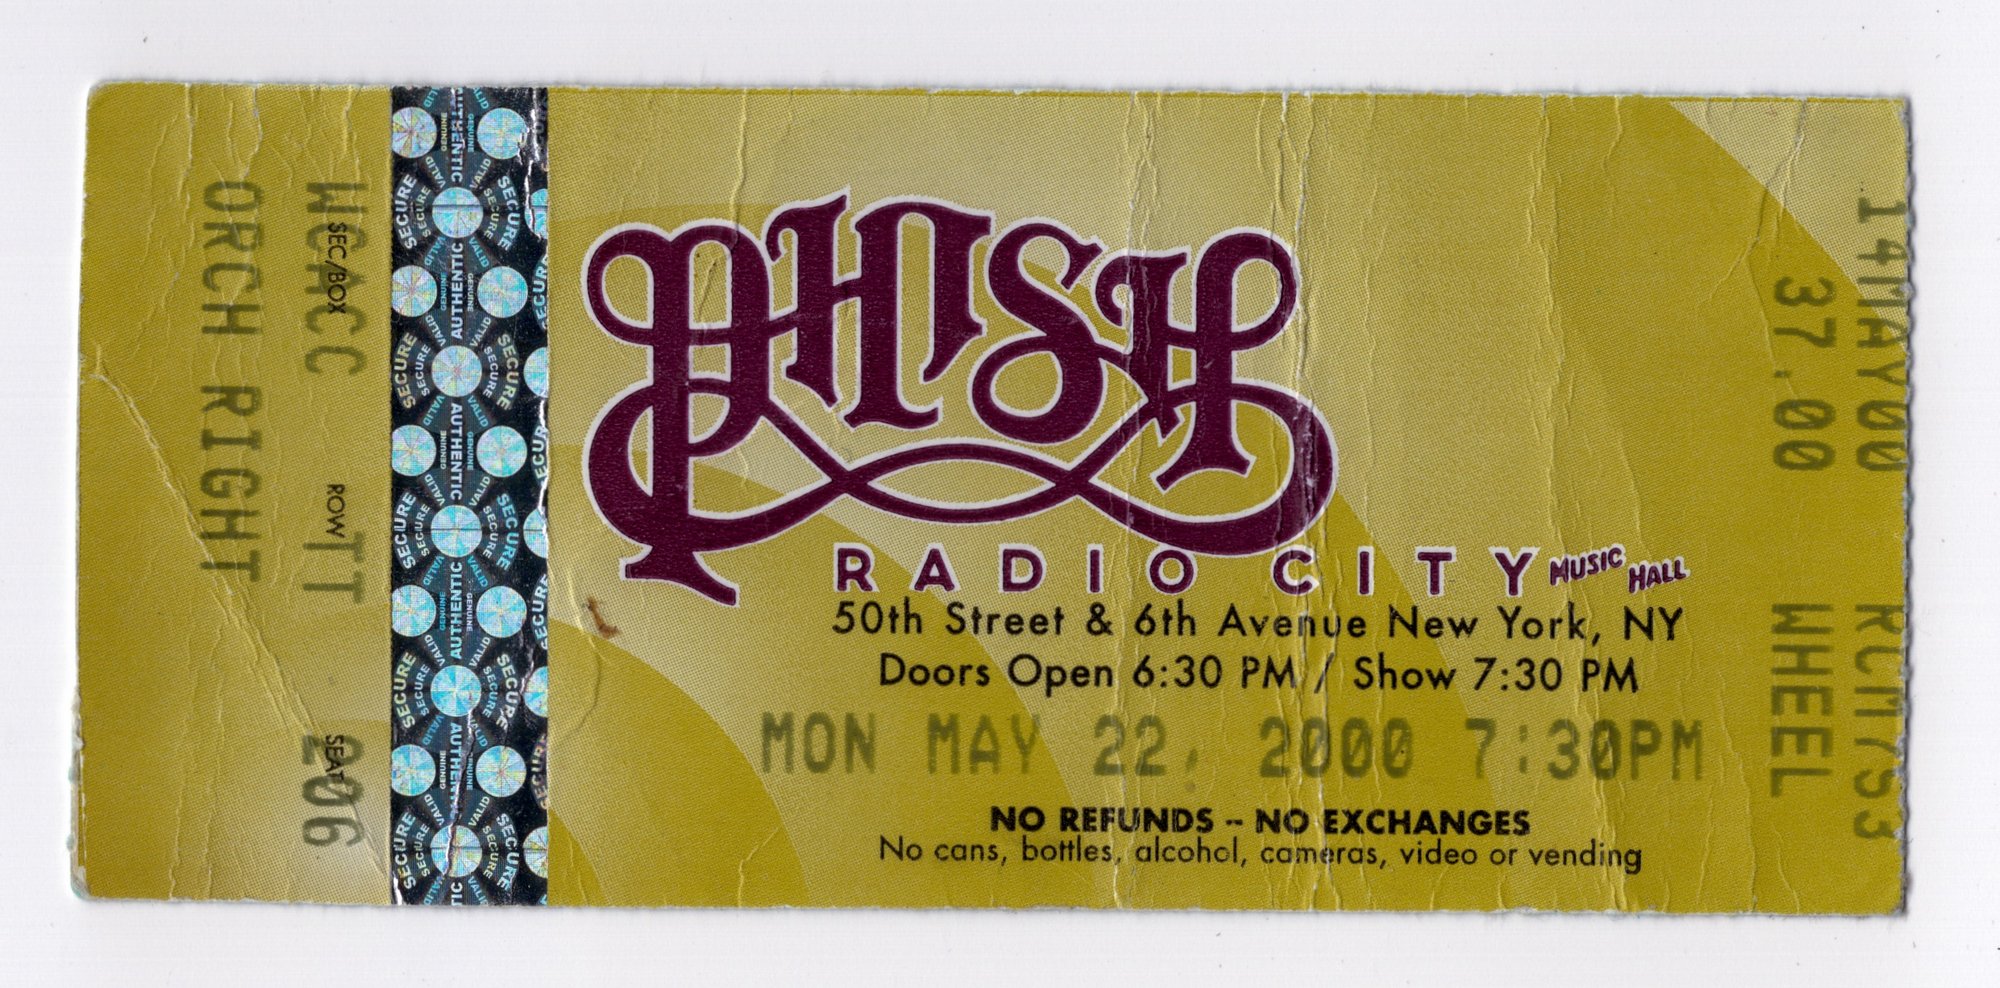 ORCH RIGHT
WCACC TT 206
SEC/BOX ROW SEAT
SECURE VALID GENUINE AUTHENTIC
PHISH
RADIO CITY MUSIC HALL
50th Street & 6th Avenue New York, NY
Doors Open 6:30 PM / Show 7:30 PM
MON MAY 22, 2000 7:30PM
NO REFUNDS -- NO EXCHANGES
No cans, bottles, alcohol, cameras, video or vending
14MAY00 RCM753
37.00 WHEEL